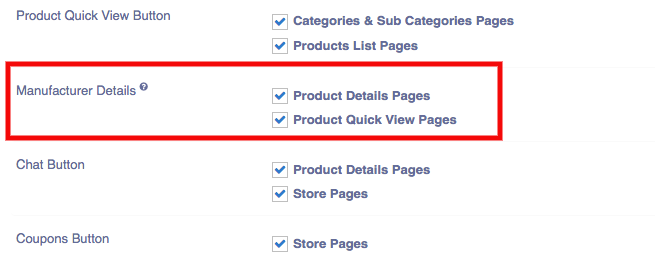 Product Quick View Button
Categories & Sub Categories Pages
Products List Pages
Manufacturer Details ?
Product Details Pages
Product Quick View Pages
Chat Button
Product Details Pages
Store Pages
Coupons Button
Store Pages